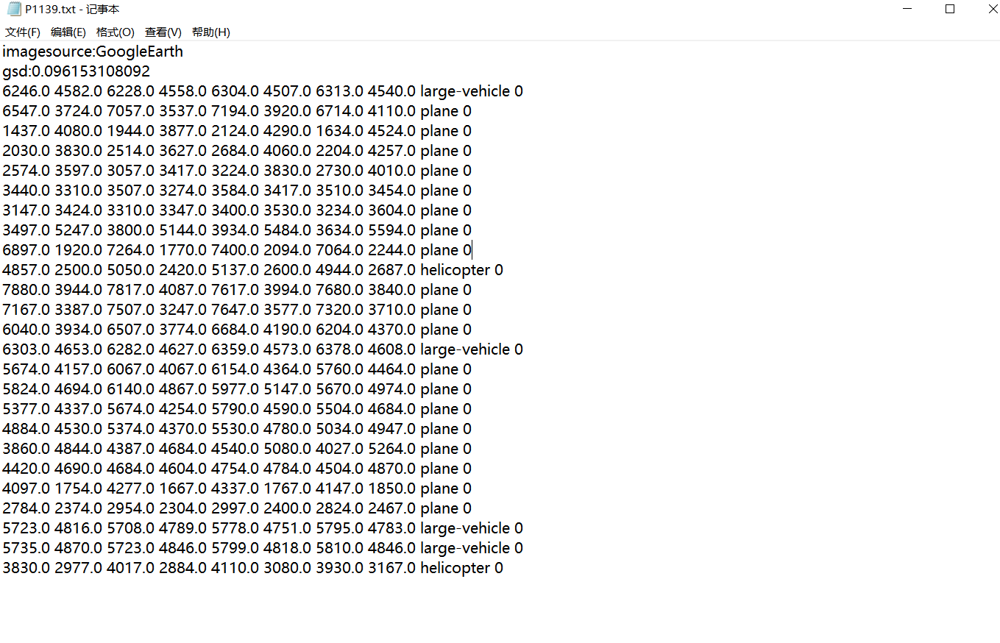 P1139.txt - 记事本
文件(F) 编辑(E) 格式(O) 查看(V) 帮助(H)
imagesource:GoogleEarth
gsd:0.096153108092
6246.0 4582.0 6228.0 4558.0 6304.0 4507.0 6313.0 4540.0 large-vehicle 0
6547.0 3724.0 7057.0 3537.0 7194.0 3920.0 6714.0 4110.0 plane 0
1437.0 4080.0 1944.0 3877.0 2124.0 4290.0 1634.0 4524.0 plane 0
2030.0 3830.0 2514.0 3627.0 2684.0 4060.0 2204.0 4257.0 plane 0
2574.0 3597.0 3057.0 3417.0 3224.0 3830.0 2730.0 4010.0 plane 0
3440.0 3310.0 3507.0 3274.0 3584.0 3417.0 3510.0 3454.0 plane 0
3147.0 3424.0 3310.0 3347.0 3400.0 3530.0 3234.0 3604.0 plane 0
3497.0 5247.0 3800.0 5144.0 3934.0 5484.0 3634.0 5594.0 plane 0
6897.0 1920.0 7264.0 1770.0 7400.0 2094.0 7064.0 2244.0 plane 0
4857.0 2500.0 5050.0 2420.0 5137.0 2600.0 4944.0 2687.0 helicopter 0
7880.0 3944.0 7817.0 4087.0 7617.0 3994.0 7680.0 3840.0 plane 0
7167.0 3387.0 7507.0 3247.0 7647.0 3577.0 7320.0 3710.0 plane 0
6040.0 3934.0 6507.0 3774.0 6684.0 4190.0 6204.0 4370.0 plane 0
6303.0 4653.0 6282.0 4627.0 6359.0 4573.0 6378.0 4608.0 large-vehicle 0
5674.0 4157.0 6067.0 4067.0 6154.0 4364.0 5760.0 4464.0 plane 0
5824.0 4694.0 6140.0 4867.0 5977.0 5147.0 5670.0 4974.0 plane 0
5377.0 4337.0 5674.0 4254.0 5790.0 4590.0 5504.0 4684.0 plane 0
4884.0 4530.0 5374.0 4370.0 5530.0 4780.0 5034.0 4947.0 plane 0
3860.0 4844.0 4387.0 4684.0 4540.0 5080.0 4027.0 5264.0 plane 0
4420.0 4690.0 4684.0 4604.0 4754.0 4784.0 4504.0 4870.0 plane 0
4097.0 1754.0 4277.0 1667.0 4337.0 1767.0 4147.0 1850.0 plane 0
2784.0 2374.0 2954.0 2304.0 2997.0 2400.0 2824.0 2467.0 plane 0
5723.0 4816.0 5708.0 4789.0 5778.0 4751.0 5795.0 4783.0 large-vehicle 0
5735.0 4870.0 5723.0 4846.0 5799.0 4818.0 5810.0 4846.0 large-vehicle 0
3830.0 2977.0 4017.0 2884.0 4110.0 3080.0 3930.0 3167.0 helicopter 0